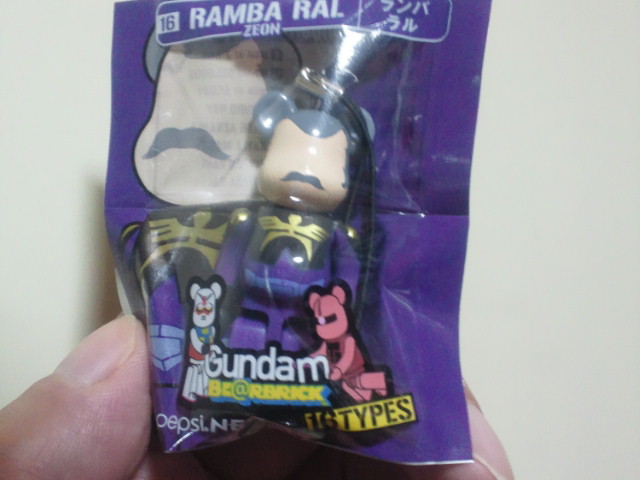 16 RAMBA RAL
ZEON
ランバ
ラル
Gundam
BE@RBRICK
16TYPES
pepsi NE